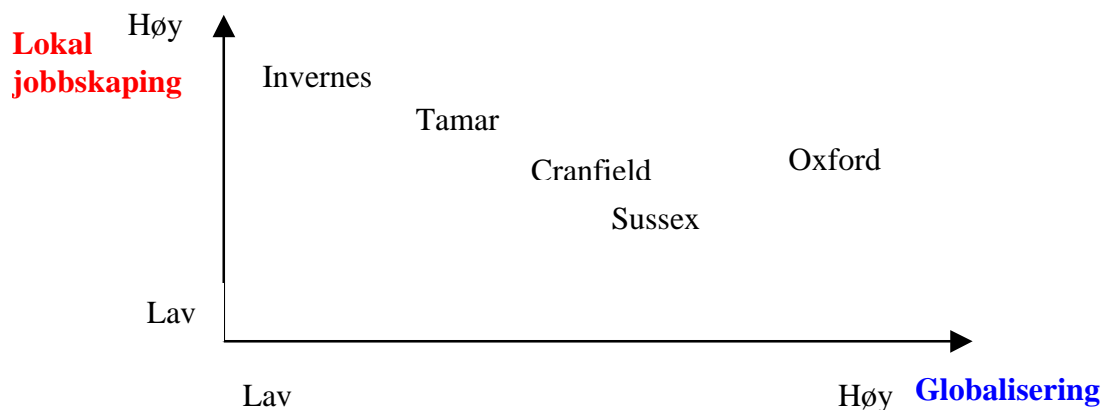 Høy
Lokal
jobbskaping
Invernes
Tamar
Cranfield
Oxford
Sussex
Lav
Lav
Høy
Globalisering